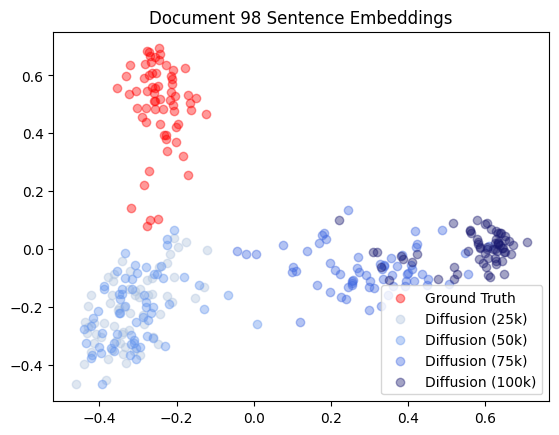 Document 98 Sentence Embeddings
0.6
0.4
0.2
0.0
−0.2
−0.4
−0.4
−0.2
0.0
0.2
0.4
0.6
Ground Truth
Diffusion (25k)
Diffusion (50k)
Diffusion (75k)
Diffusion (100k)